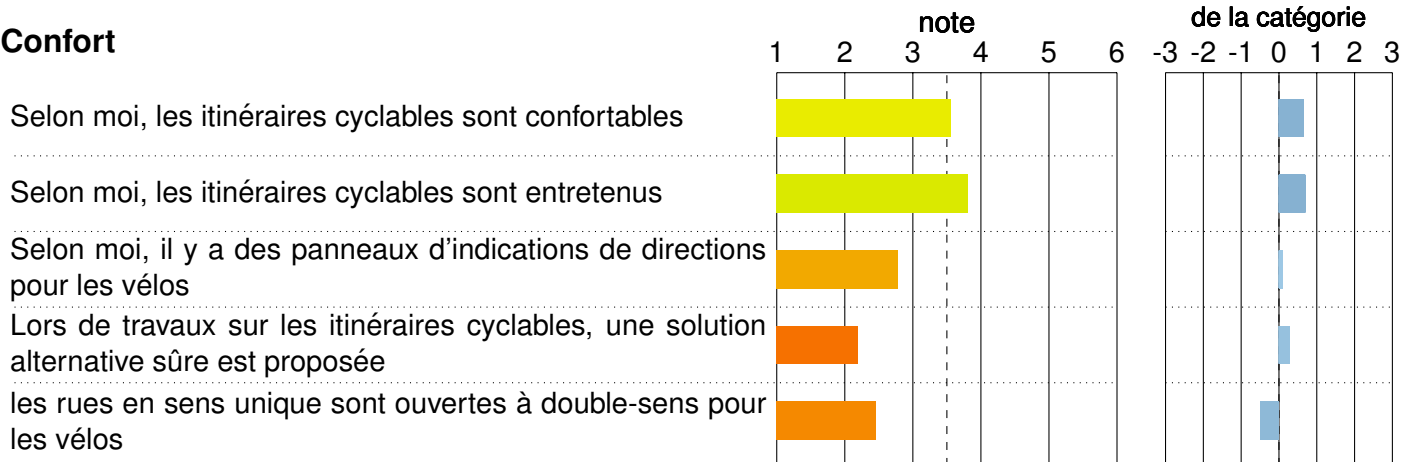 note
de la catégorie
Confort
1 2 3 4 5 6
-3 -2 -1 0 1 2 3
Selon moi, les itinéraires cyclables sont confortables
Selon moi, les itinéraires cyclables sont entretenus
Selon moi, il y a des panneaux d'indications de directions
pour les vélos
Lors de travaux sur les itinéraires cyclables, une solution
alternative sûre est proposée
les rues en sens unique sont ouvertes à double-sens pour
les vélos